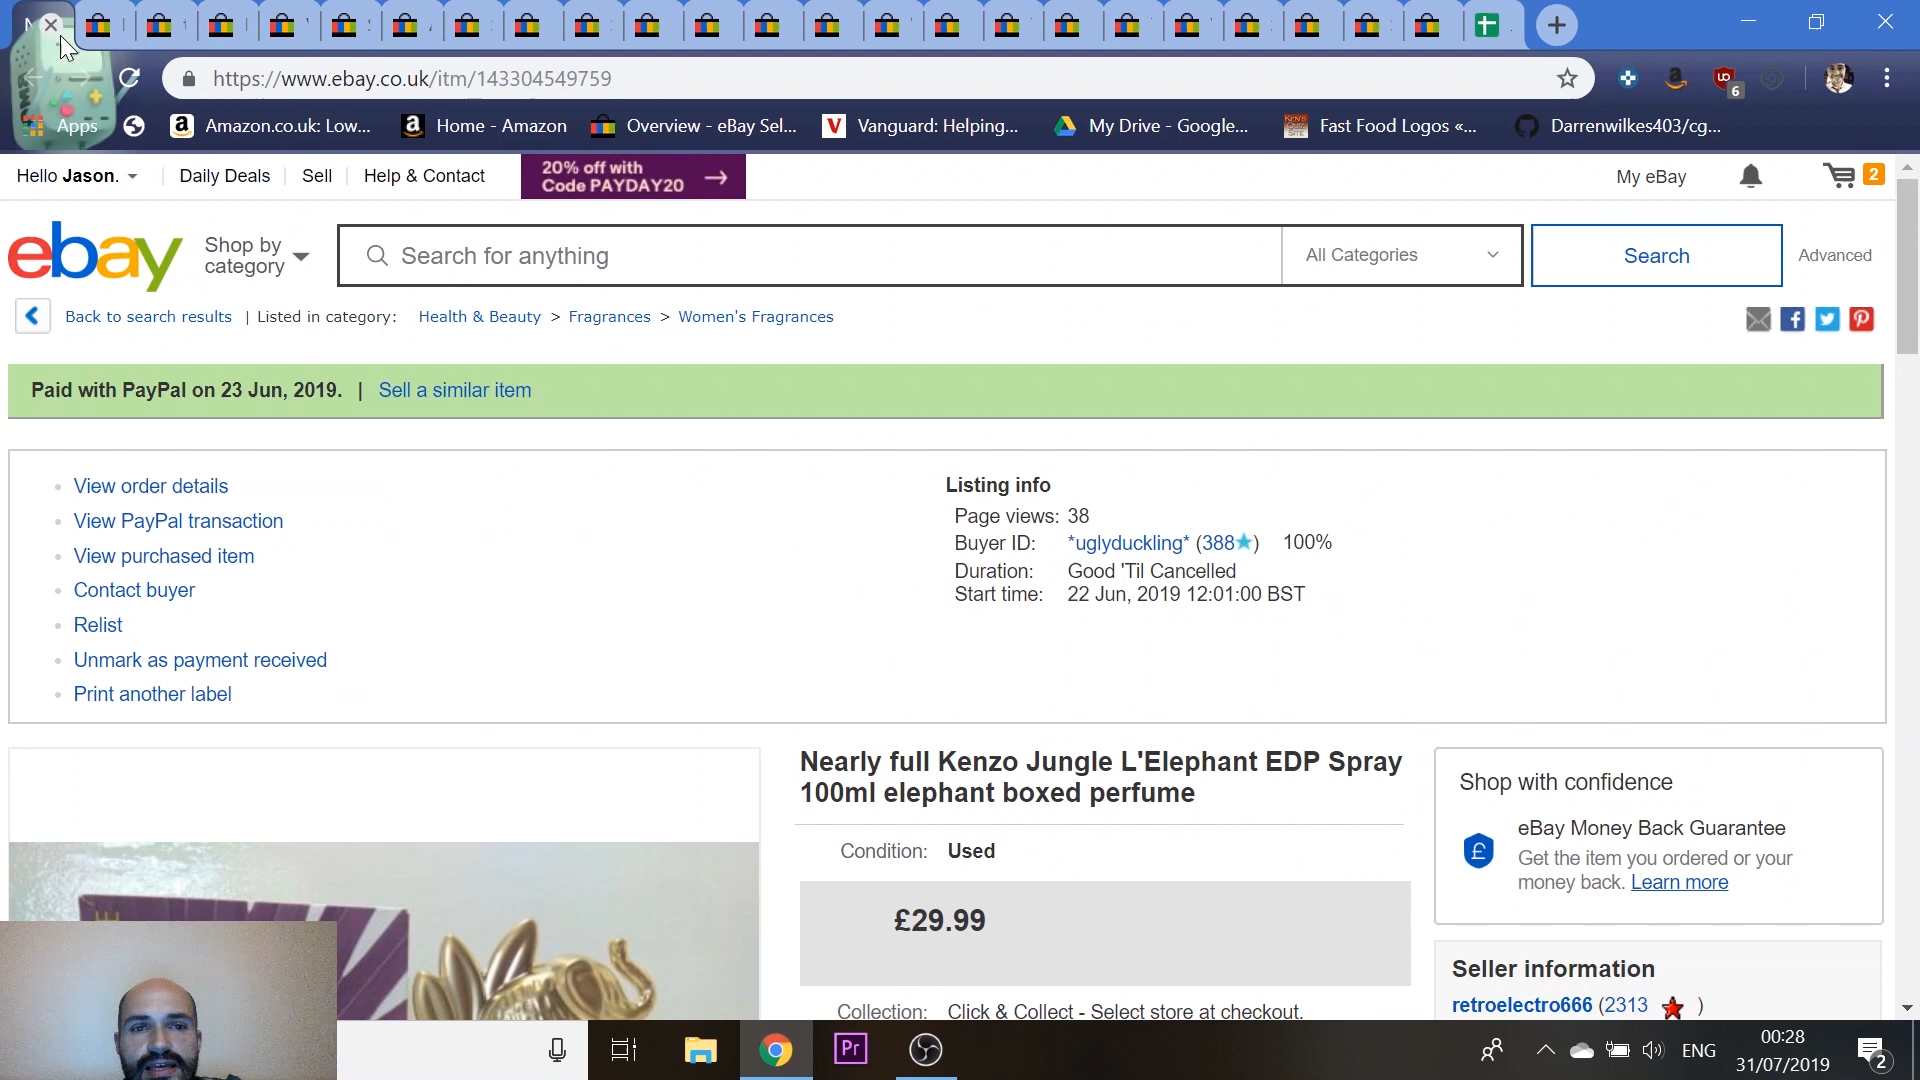 https://www.ebay.co.uk/itm/143304549759
6
Apps
Amazon.co.uk: Low...
Home - Amazon
Overview - eBay Sel...
Vanguard: Helping...
My Drive - Google...
Fast Food Logos «...
Darrenwilkes403/cg...
Hello Jason.
Daily Deals
Sell
Help & Contact
20% off with
Code PAYDAY20
My eBay
2
ebay
Shop by
category
Search for anything
All Categories
Search
Advanced
Back to search results | Listed in category: Health & Beauty > Fragrances > Women's Fragrances
Paid with PayPal on 23 Jun, 2019. | Sell a similar item
View order details
View PayPal transaction
View purchased item
Contact buyer
Relist
Unmark as payment received
Print another label
Listing info
Page views: 38
Buyer ID: *uglyduckling* (388) 100%
Duration: Good 'Til Cancelled
Start time: 22 Jun, 2019 12:01:00 BST
Nearly full Kenzo Jungle L'Elephant EDP Spray
100ml elephant boxed perfume
Condition: Used
£29.99
Collection: Click & Collect - Select store at checkout.
Shop with confidence
eBay Money Back Guarantee
Get the item you ordered or your
money back. Learn more
Seller information
retroelectro666 (2313 )
Pr
ENG
00:28
31/07/2019
2